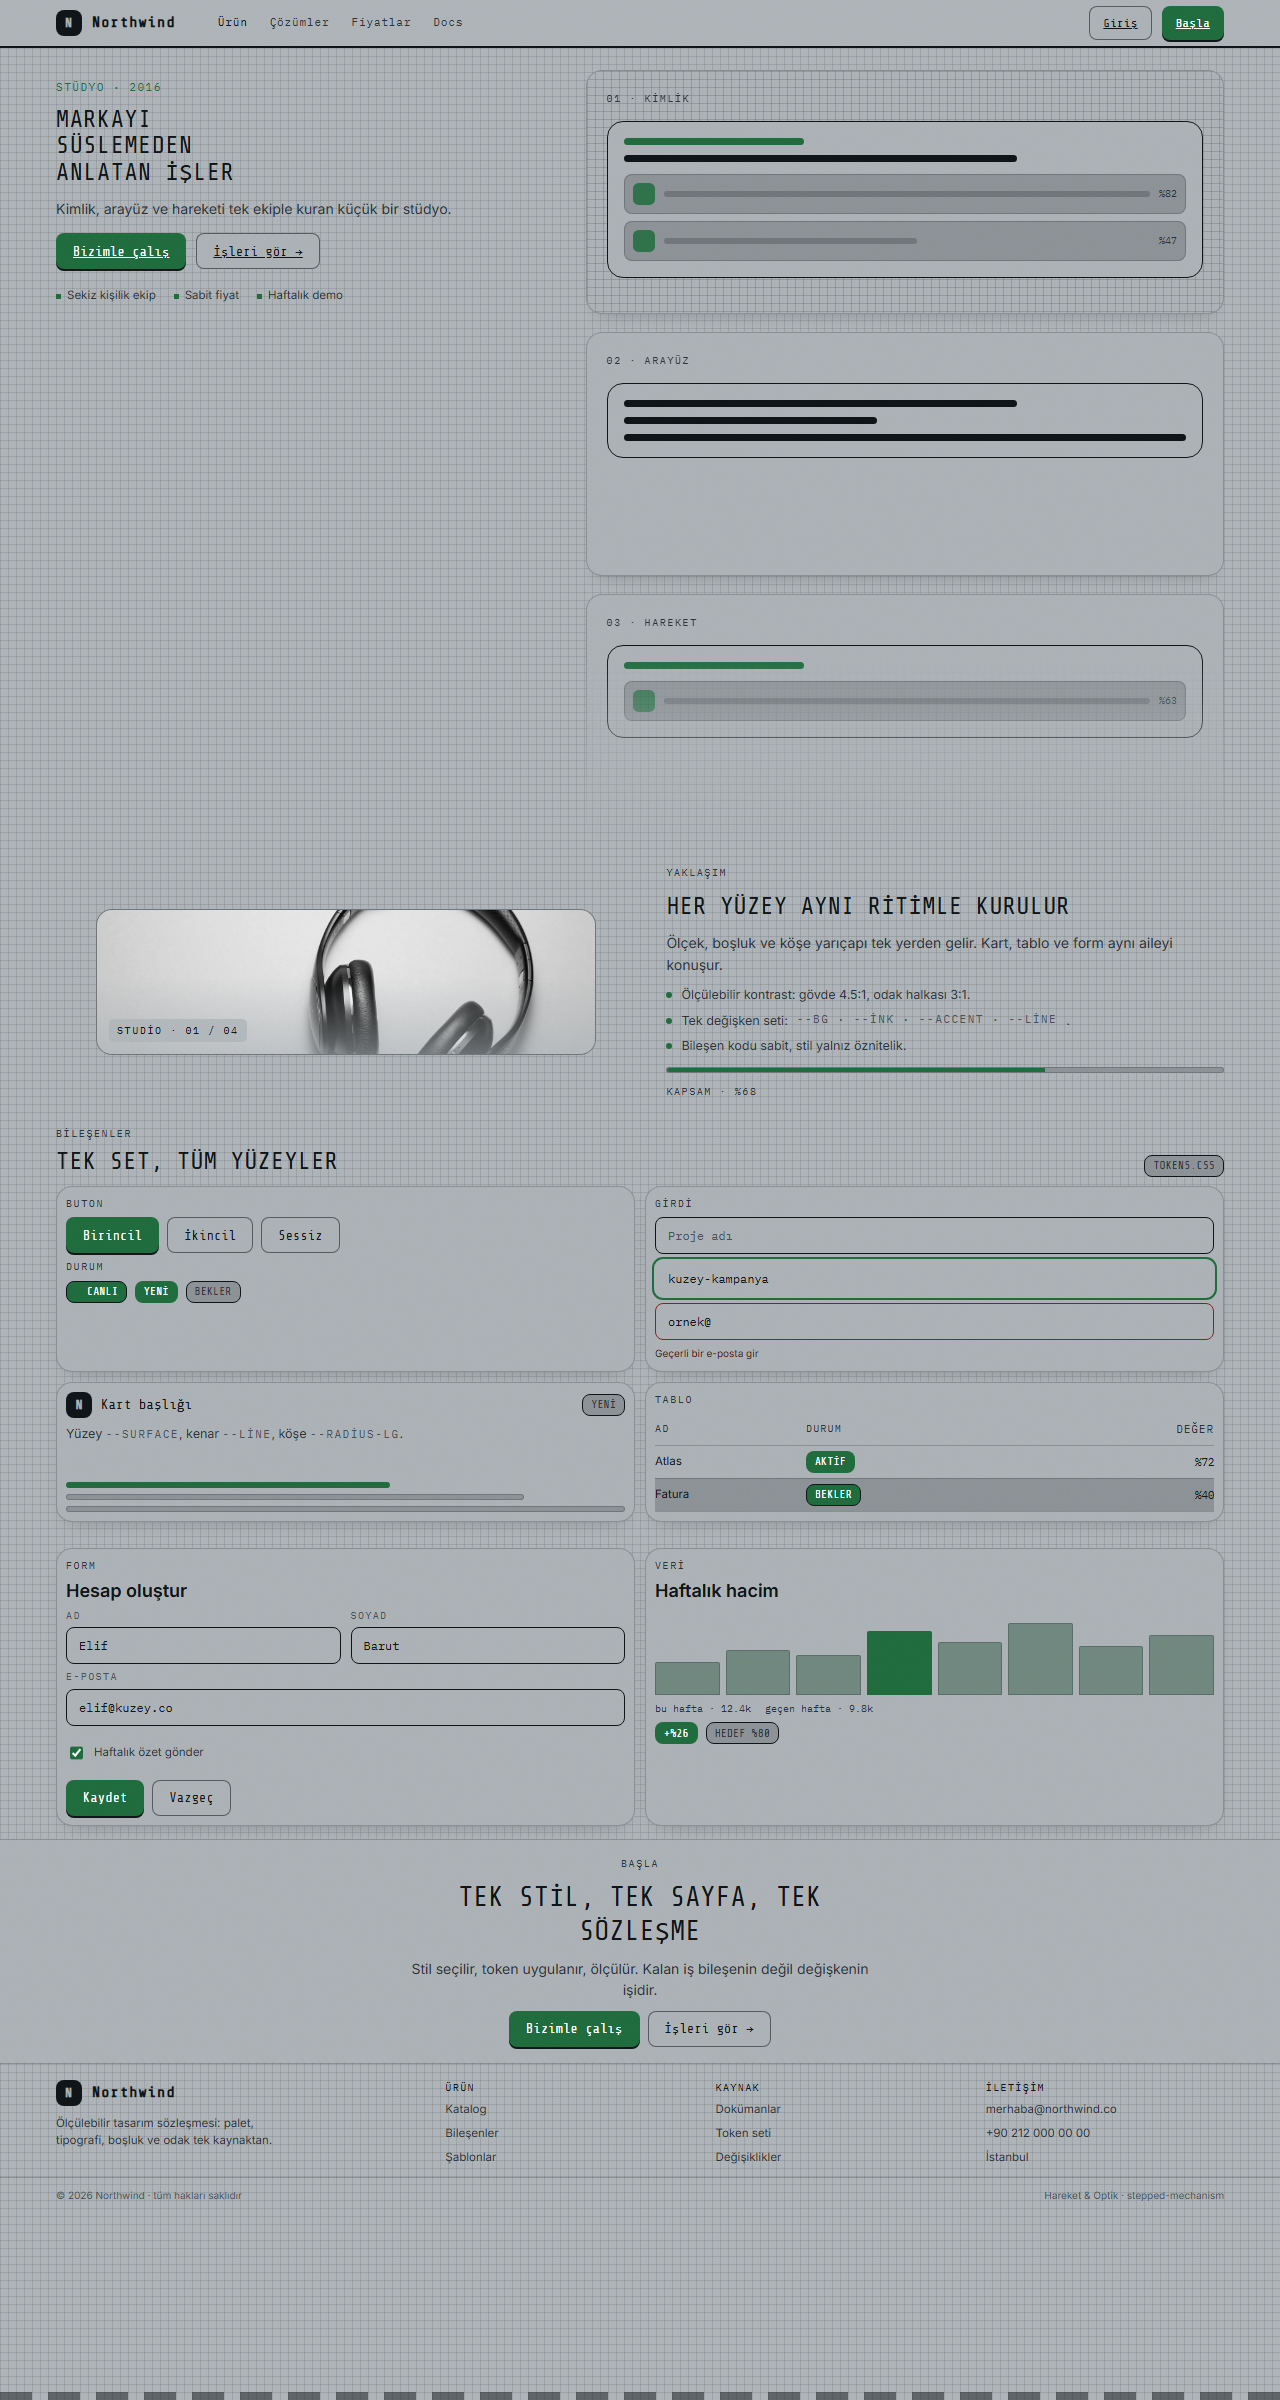 N Northwind Ürün Çözümler Fiyatlar Docs Giriş Başla
STÜDYO · 2016
MARKAYI
SÜSLEMEDEN
ANLATAN İŞLER
Kimlik, arayüz ve hareketi tek ekiple kuran küçük bir stüdyo.
Bizimle çalış İşleri gör →
Sekiz kişilik ekip Sabit fiyat Haftalık demo
01 · KİMLİK
%82
%47
02 · ARAYÜZ
03 · HAREKET
%63
STUDİO · 01 / 04
YAKLAŞIM
HER YÜZEY AYNI RİTİMLE KURULUR
Ölçek, boşluk ve köşe yarıçapı tek yerden gelir. Kart, tablo ve form aynı aileyi
konuşur.
Ölçülebilir kontrast: gövde 4.5:1, odak halkası 3:1.
Tek değişken seti: --BG · --İNK · --ACCENT · --LİNE .
Bileşen kodu sabit, stil yalnız öznitelik.
KAPSAM · %68
BİLEŞENLER
TEK SET, TÜM YÜZEYLER
TOKENS.CSS
BUTON
Birincil İkincil Sessiz
DURUM
CANLI YENİ BEKLER
GİRDİ
Proje adı
kuzey-kampanya
ornek@
Geçerli bir e-posta gir
N Kart başlığı YENİ
Yüzey --SURFACE, kenar --LİNE, köşe --RADİUS-LG.
TABLO
AD DURUM DEĞER
Atlas AKTİF %72
Fatura BEKLER %40
FORM
Hesap oluştur
AD SOYAD
Elif Barut
E-POSTA
elif@kuzey.co
Haftalık özet gönder
Kaydet Vazgeç
VERİ
Haftalık hacim
bu hafta · 12.4k geçen hafta · 9.8k
+%26 HEDEF %80
BAŞLA
TEK STİL, TEK SAYFA, TEK
SÖZLEŞME
Stil seçilir, token uygulanır, ölçülür. Kalan iş bileşenin değil değişkenin
işidir.
Bizimle çalış İşleri gör →
N Northwind
Ölçülebilir tasarım sözleşmesi: palet,
tipografi, boşluk ve odak tek kaynaktan.
ÜRÜN
Katalog
Bileşenler
Şablonlar
KAYNAK
Dokümanlar
Token seti
Değişiklikler
İLETİŞİM
merhaba@northwind.co
+90 212 000 00 00
İstanbul
© 2026 Northwind · tüm hakları saklıdır
Hareket & Optik · stepped-mechanism